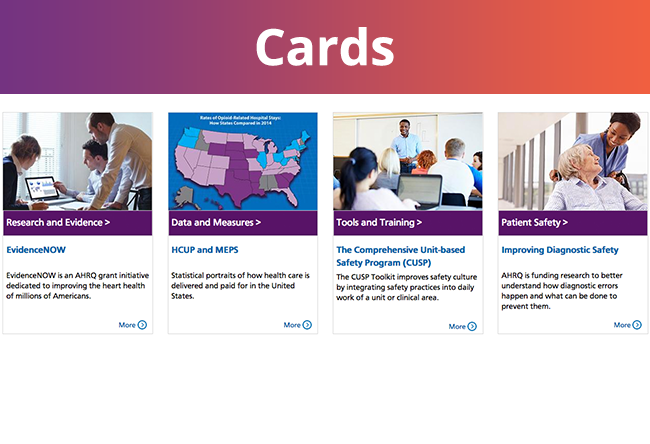 Cards
Rates of Opioid-Related Hospital Stays:
How States Compared in 2014
Research and Evidence >
Data and Measures >
Tools and Training >
Patient Safety >
EvidenceNOW
EvidenceNOW is an AHRQ grant initiative
dedicated to improving the heart health
of millions of Americans.
More
HCUP and MEPS
Statistical portraits of how health care is
delivered and paid for in the United
States.
More
The Comprehensive Unit-based
Safety Program (CUSP)
The CUSP Toolkit improves safety culture
by integrating safety practices into daily
work of a unit or clinical area.
More
Improving Diagnostic Safety
AHRQ is funding research to better
understand how diagnostic errors
happen and what can be done to
prevent them.
More